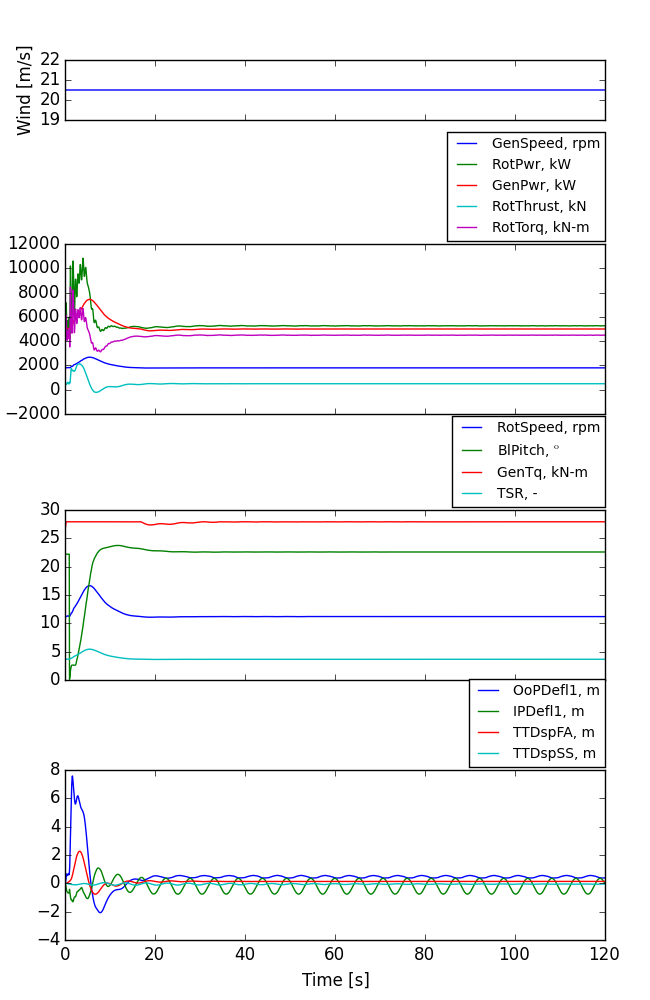 Wind [m/s]
22
21
20
19
GenSpeed, rpm
RotPwr, kW
GenPwr, kW
RotThrust, kN
RotTorq, kN-m
12000
10000
8000
6000
4000
2000
0
−2000
RotSpeed, rpm
BlPitch, °
GenTq, kN-m
TSR, -
30
25
20
15
10
5
0
OoPDefl1, m
IPDefl1, m
TTDspFA, m
TTDspSS, m
8
6
4
2
0
−2
−4
0 20 40 60 80 100 120
Time [s]